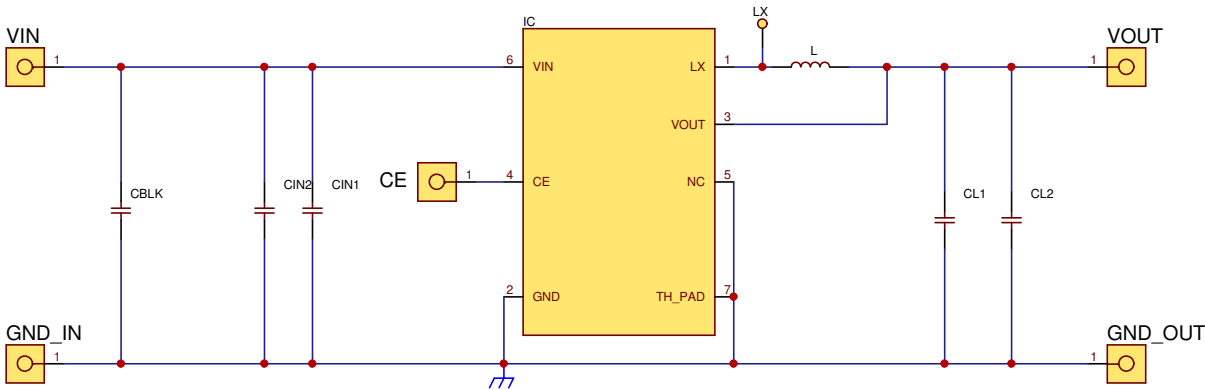 LX
IC
VIN
VOUT
L
1
6
VIN
LX
1
1
VOUT
3
CE
1
4
CE
NC
5
CBLK
CIN2
CIN1
CL1
CL2
2
GND
TH_PAD
7
GND_IN
GND_OUT
1
1